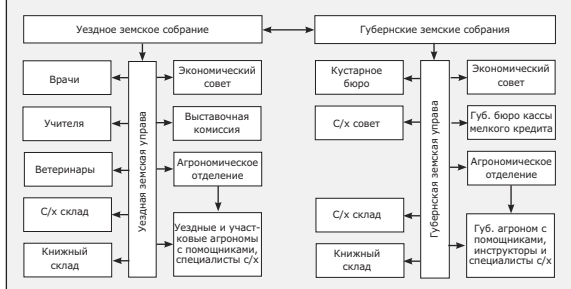 Уездное земское собрание
Губернские земские собрания
Врачи
Учителя
Ветеринары
С/х склад
Книжный
склад
Уездная земская управа
Экономический
совет
Выставочная
комиссия
Агрономическое
отделение
Уездные и участ-
ковые агрономы
с помощниками,
специалисты с/х
Кустарное
бюро
С/х совет
С/х склад
Книжный
склад
Губернская земская управа
Экономический
совет
Губ. бюро кассы
мелкого кредита
Агрономическое
отделение
Губ. агроном с
помощниками,
инструкторы и
специалисты с/х